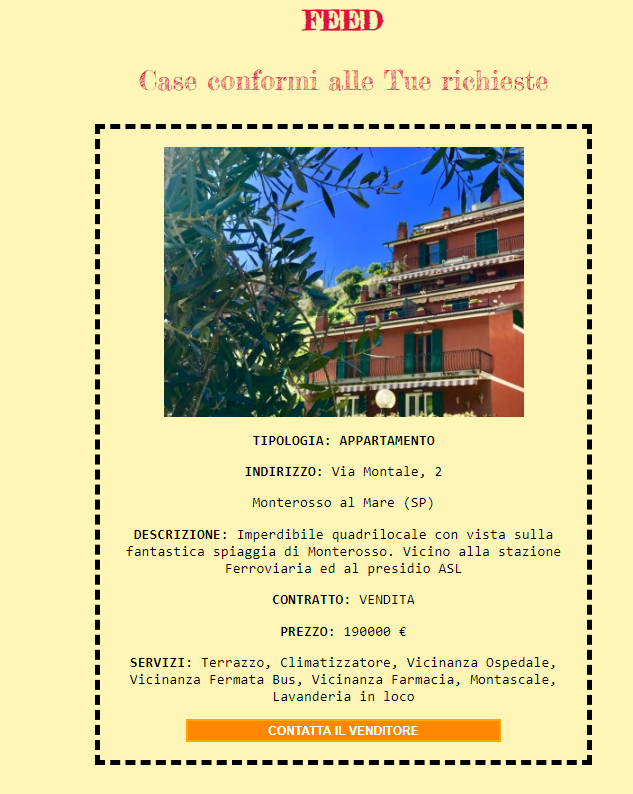 FEED
Case conformi alle Tue richieste
TIPOLOGIA: APPARTAMENTO
INDIRIZZO: Via Montale, 2
Monterosso al Mare (SP)
DESCRIZIONE: Imperdibile quadrilocale con vista sulla
fantastica spiaggia di Monterosso. Vicino alla stazione
Ferroviaria ed al presidio ASL
CONTRATTO: VENDITA
PREZZO: 190000 €
SERVIZI: Terrazzo, Climatizzatore, Vicinanza Ospedale,
Vicinanza Fermata Bus, Vicinanza Farmacia, Montascale,
Lavanderia in loco
CONTATTA IL VENDITORE